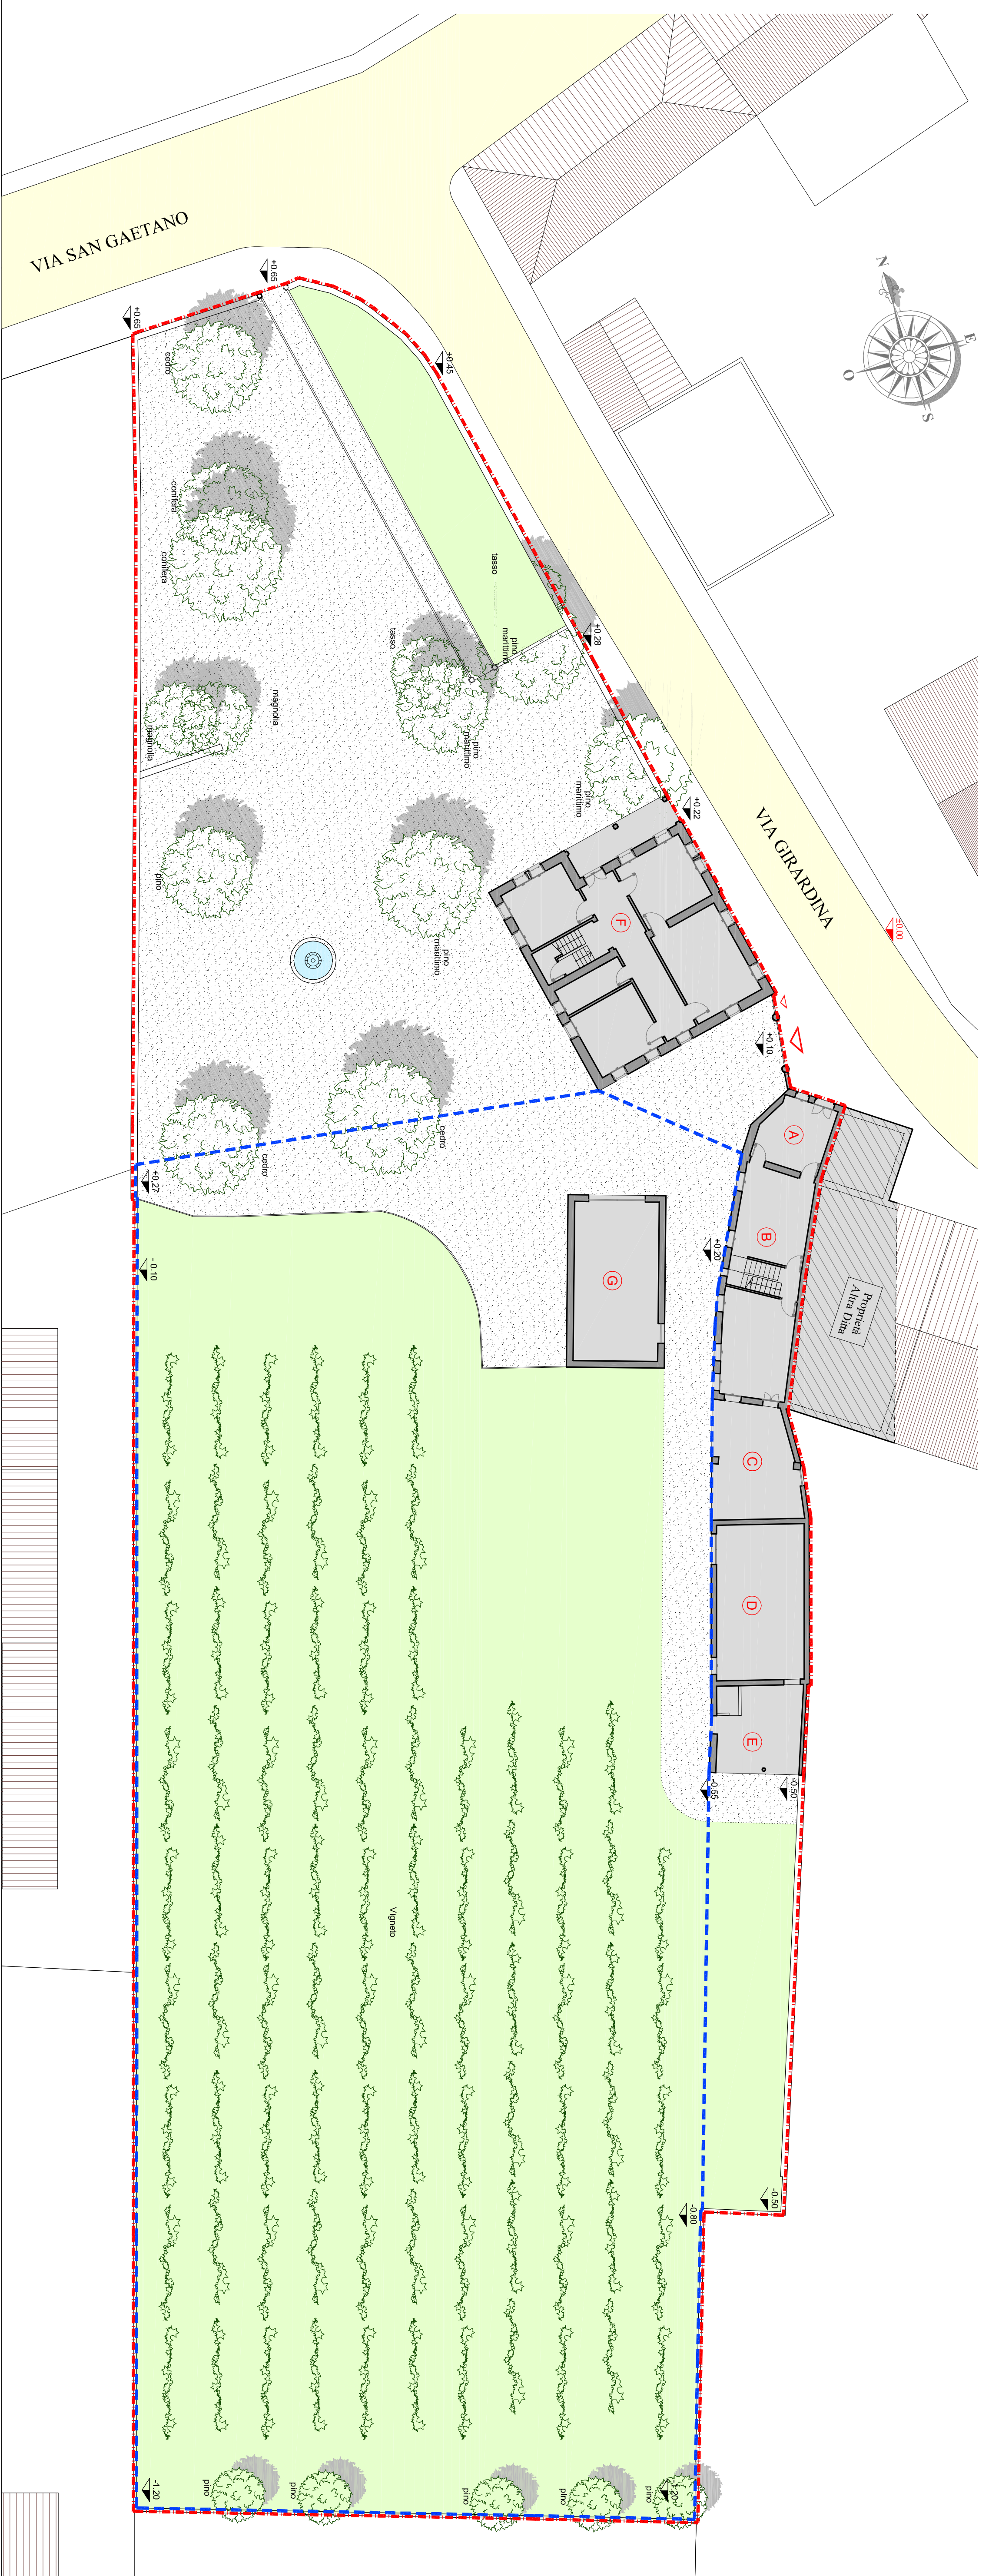 N
E
O
S
VIA SAN GAETANO
+0.65
+0.65
+0.45
cedro
conifera
conifera
tasso
+0.28
tasso
pino
marittimo
magnolia
magnolia
pino
marittimo
pino
marittimo
+0.22
VIA GIRARDINA
±0.00
pino
pino
marittimo
F
+0.10
A
cedro
cedro
+0.27
+0.20
B
- 0.10
G
Proprietà
Altra Ditta
C
D
E
-0.55
-0.50
Vigneto
-0.50
-0.80
-1.20
pino
pino
pino
pino
pino
-1.20